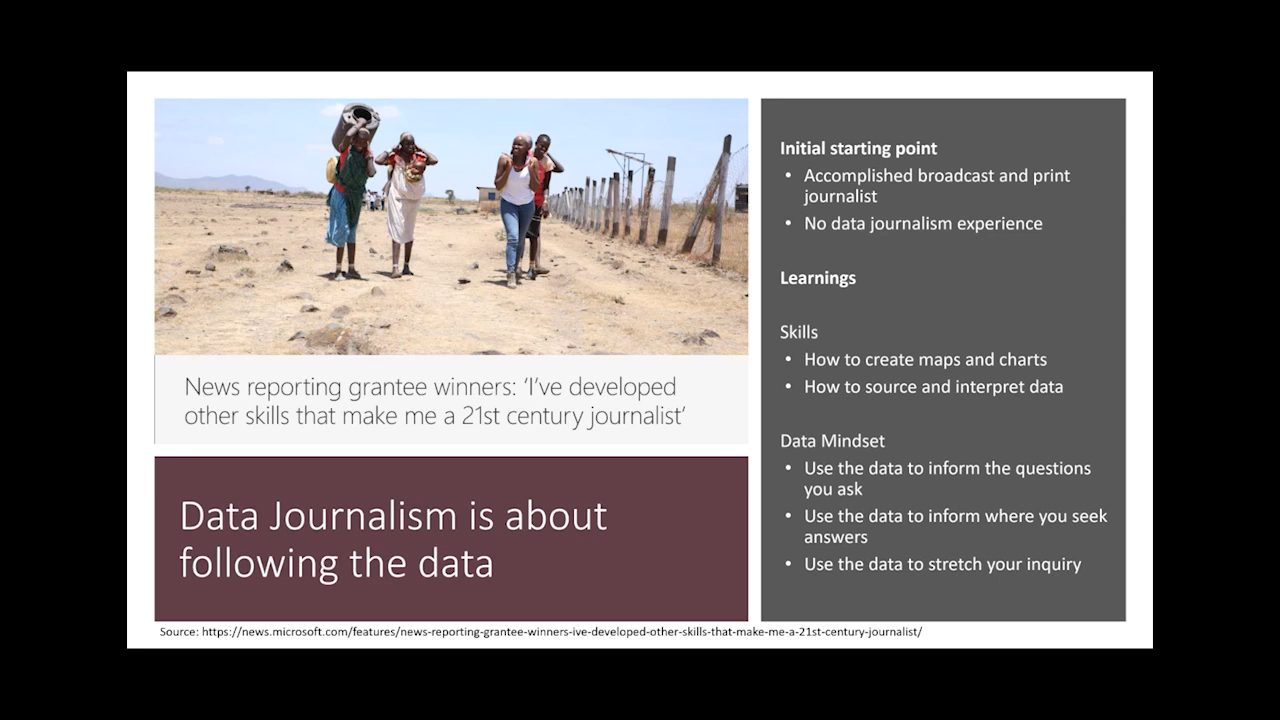 News reporting grantee winners: ‘I’ve developed
other skills that make me a 21st century journalist’
Data Journalism is about
following the data
Initial starting point
• Accomplished broadcast and print
journalist
• No data journalism experience
Learnings
Skills
• How to create maps and charts
• How to source and interpret data
Data Mindset
• Use the data to inform the questions
you ask
• Use the data to inform where you seek
answers
• Use the data to stretch your inquiry
Source: https://news.microsoft.com/features/news-reporting-grantee-winners-ive-developed-other-skills-that-make-me-a-21st-century-journalist/